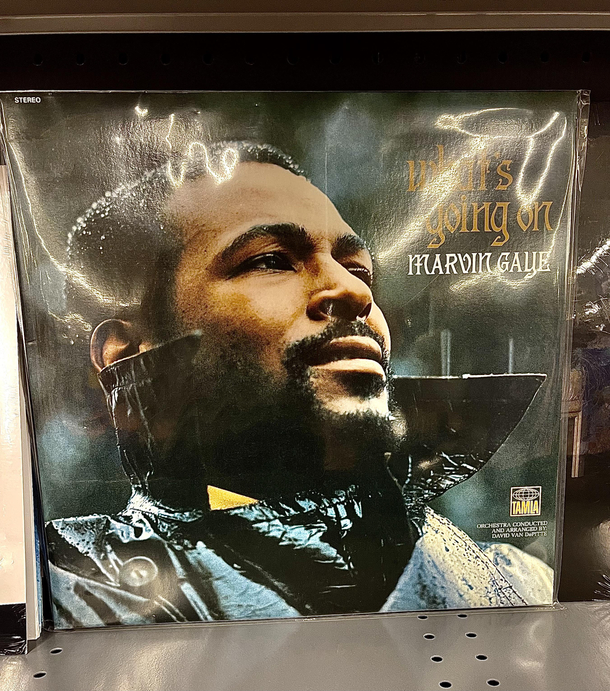 STEREO
what's
going on
MARVIN GAYE
TAMLA
ORCHESTRA CONDUCTED
AND ARRANGED BY
DAVID VAN DePITTE